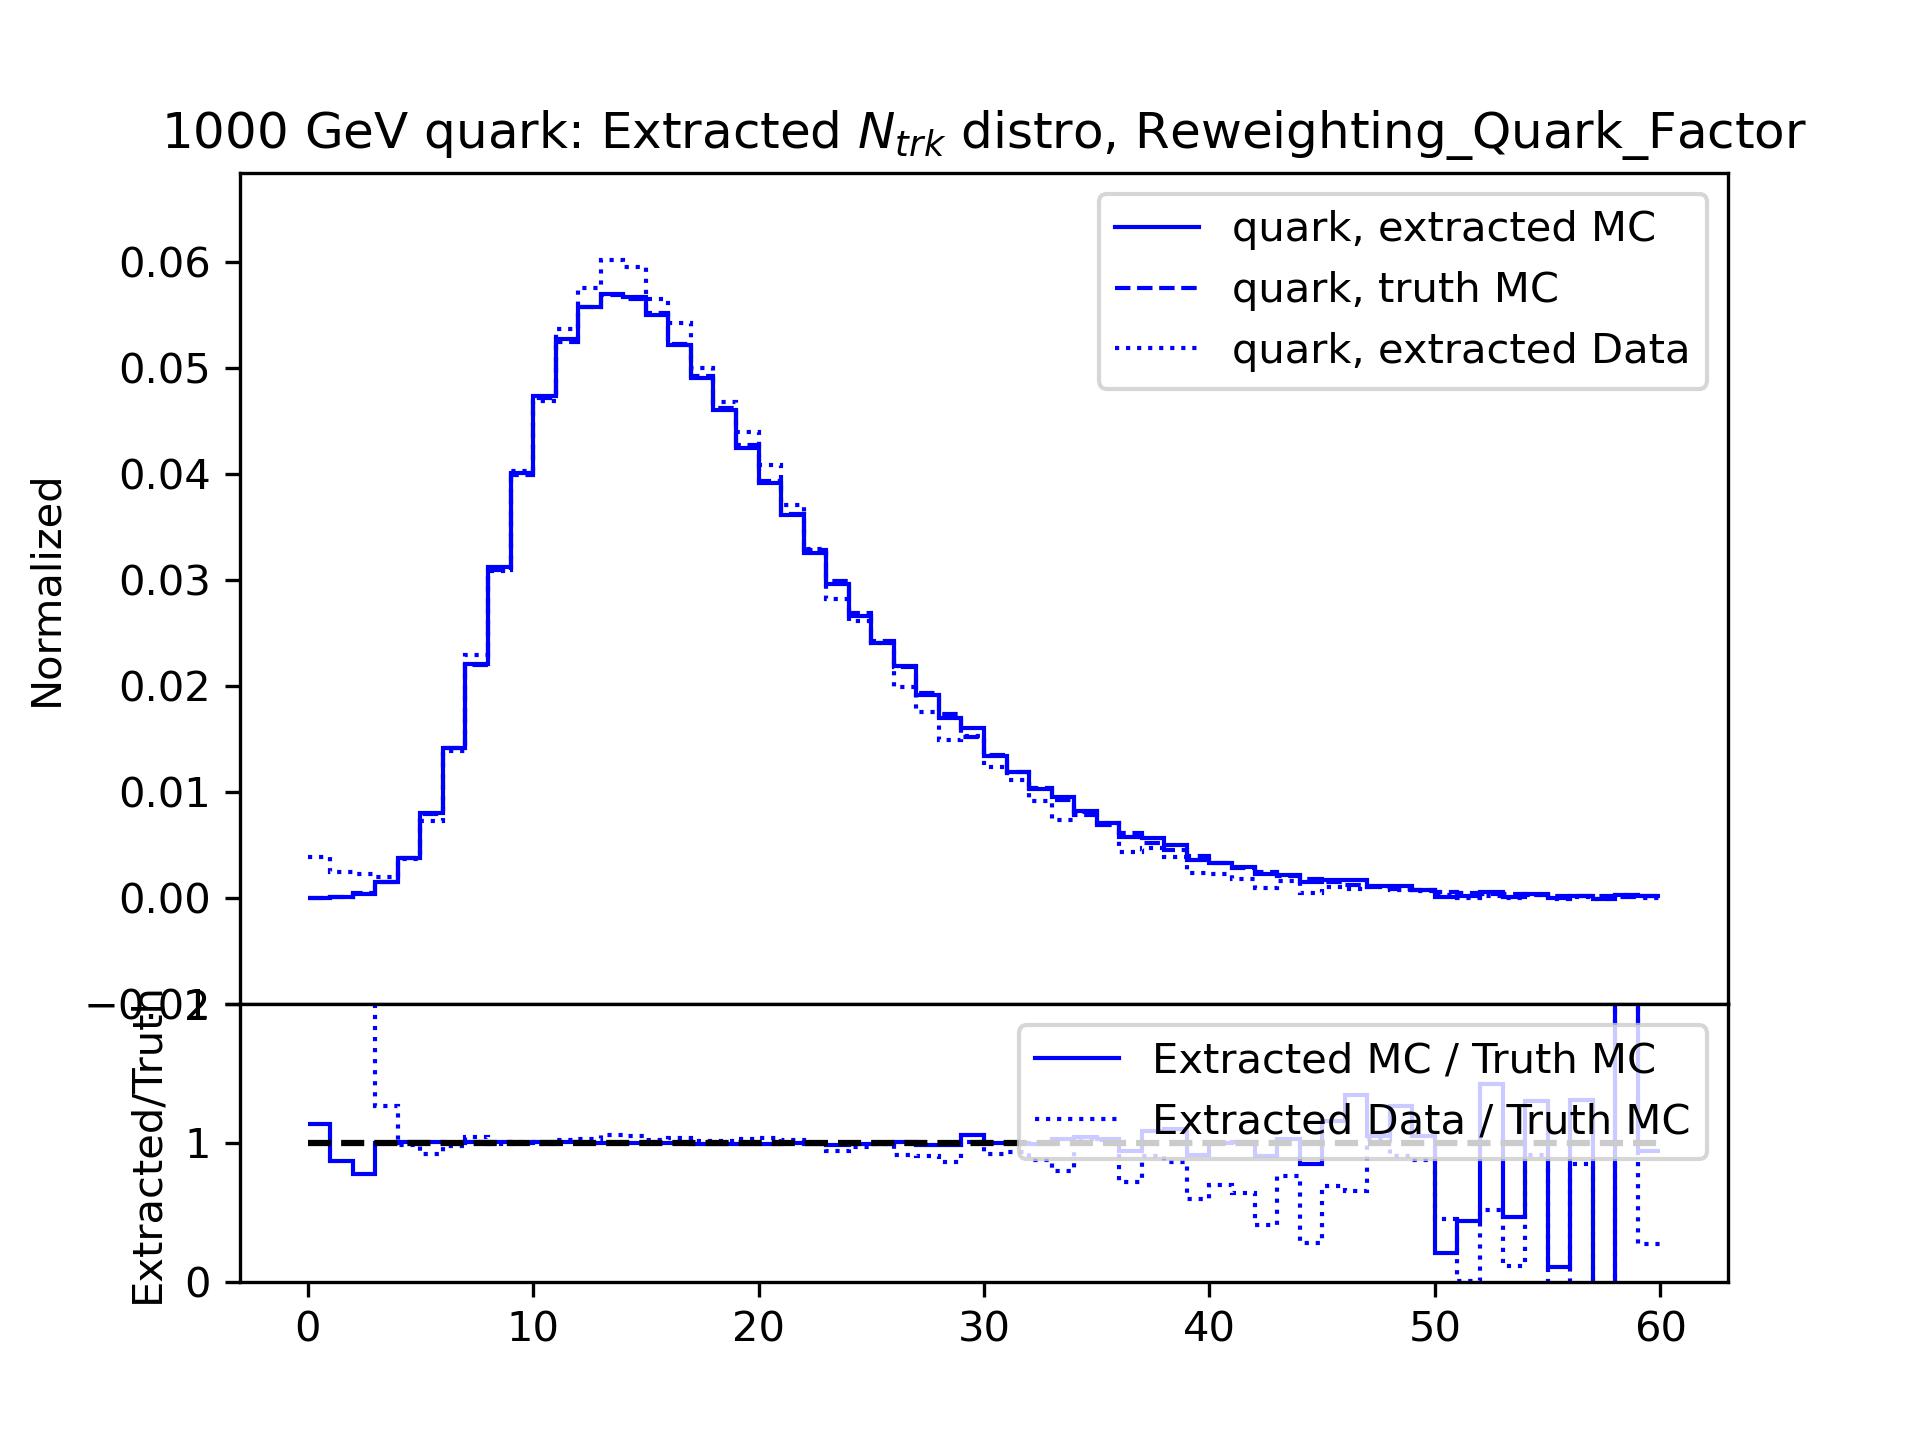 1000 GeV quark: Extracted N_trk distro, Reweighting_Quark_Factor
quark, extracted MC
quark, truth MC
quark, extracted Data
Normalized
0.06
0.05
0.04
0.03
0.02
0.01
0.00
−0.01
Extracted MC / Truth MC
Extracted Data / Truth MC
Extracted/Truth
2
1
0
0 10 20 30 40 50 60